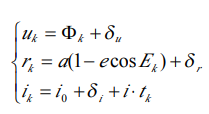 u_k = Φ_k + δ_u
r_k = a(1 - e cos E_k) + δ_r
i_k = i_0 + δ_i + i · t_k